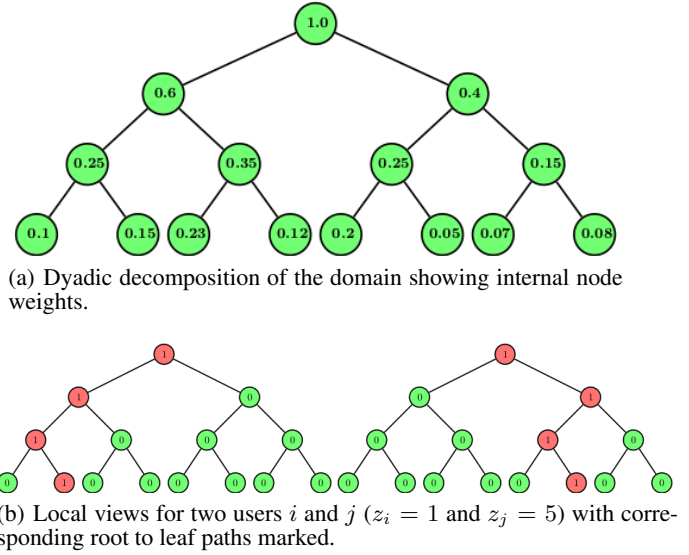 1.0
0.6 0.4
0.25 0.35 0.25 0.15
0.1 0.15 0.23 0.12 0.2 0.05 0.07 0.08
(a) Dyadic decomposition of the domain showing internal node
weights.
1 1
1 0 0 1
1 0 0 0 0 0 1 0
0 1 0 0 0 0 0 0 0 0 0 0 0 1 0 0
(b) Local views for two users i and j (z_i = 1 and z_j = 5) with corre-
sponding root to leaf paths marked.